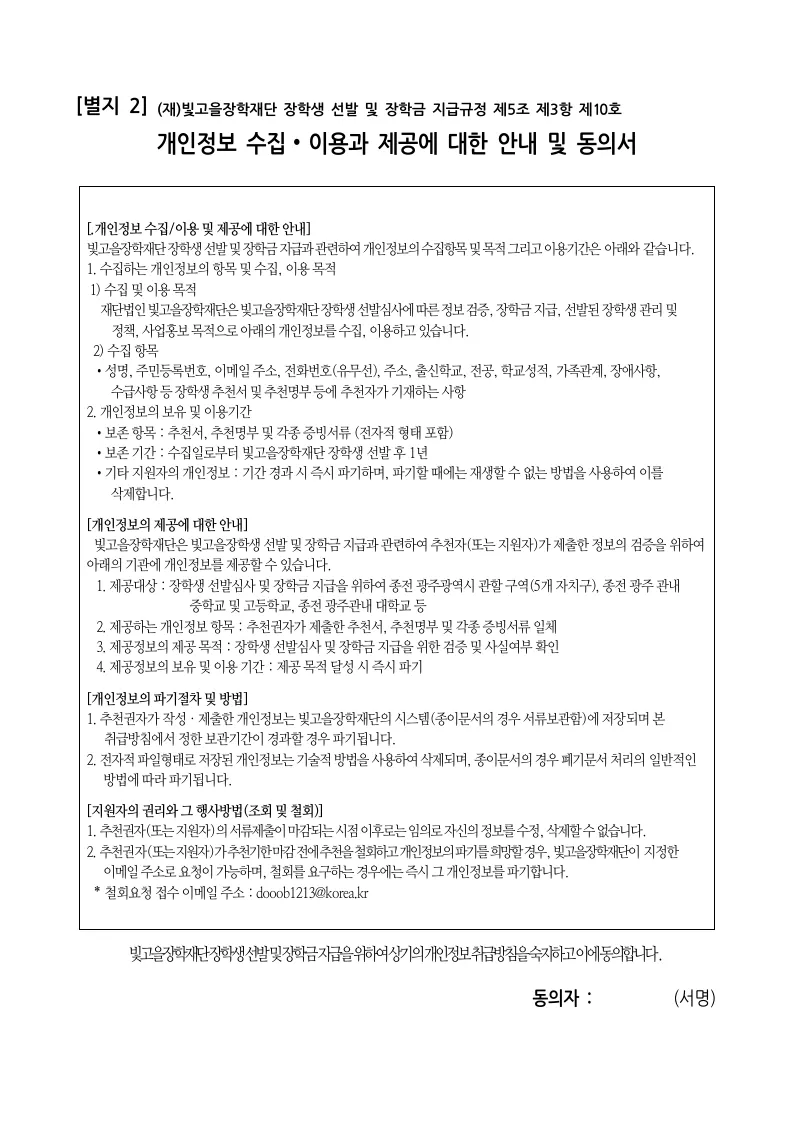 [별지 2] (재)빛고을장학재단 장학생 선발 및 장학금 지급규정 제5조 제3항 제10호
개인정보 수집·이용과 제공에 대한 안내 및 동의서
[.개인정보 수집/이용 및 제공에 대한 안내]
빛고을장학재단 장학생 선발 및 장학금 지급과 관련하여 개인정보의 수집항목 및 목적 그리고 이용기간은 아래와 같습니다.
1. 수집하는 개인정보의 항목 및 수집, 이용 목적
1) 수집 및 이용 목적
재단법인 빛고을장학재단은 빛고을장학재단 장학생 선발심사에 따른 정보 검증, 장학금 지급, 선발된 장학생 관리 및
정책, 사업홍보 목적으로 아래의 개인정보를 수집, 이용하고 있습니다.
2) 수집 항목
• 성명, 주민등록번호, 이메일 주소, 전화번호(유무선), 주소, 출신학교, 전공, 학교성적, 가족관계, 장애사항,
수급사항 등 장학생 추천서 및 추천명부 등에 추천자가 기재하는 사항
2. 개인정보의 보유 및 이용기간
• 보존 항목 : 추천서, 추천명부 및 각종 증빙서류 (전자적 형태 포함)
• 보존 기간 : 수집일로부터 빛고을장학재단 장학생 선발 후 1년
• 기타 지원자의 개인정보 : 기간 경과 시 즉시 파기하며, 파기할 때에는 재생할 수 없는 방법을 사용하여 이를
삭제합니다.
[개인정보의 제공에 대한 안내]
빛고을장학재단은 빛고을장학생 선발 및 장학금 지급과 관련하여 추천자(또는 지원자)가 제출한 정보의 검증을 위하여
아래의 기관에 개인정보를 제공할 수 있습니다.
1. 제공대상 : 장학생 선발심사 및 장학금 지급을 위하여 종전 광주광역시 관할 구역(5개 자치구), 종전 광주 관내
중학교 및 고등학교, 종전 광주관내 대학교 등
2. 제공하는 개인정보 항목 : 추천권자가 제출한 추천서, 추천명부 및 각종 증빙서류 일체
3. 제공정보의 제공 목적 : 장학생 선발심사 및 장학금 지급을 위한 검증 및 사실여부 확인
4. 제공정보의 보유 및 이용 기간 : 제공 목적 달성 시 즉시 파기
[개인정보의 파기절차 및 방법]
1. 추천권자가 작성·제출한 개인정보는 빛고을장학재단의 시스템(종이문서의 경우 서류보관함)에 저장되며 본
취급방침에서 정한 보관기간이 경과할 경우 파기됩니다.
2. 전자적 파일형태로 저장된 개인정보는 기술적 방법을 사용하여 삭제되며, 종이문서의 경우 폐기문서 처리의 일반적인
방법에 따라 파기됩니다.
[지원자의 권리와 그 행사방법(조회 및 철회)]
1. 추천권자(또는 지원자)의 서류제출이 마감되는 시점 이후로는 임의로 자신의 정보를 수정, 삭제할 수 없습니다.
2. 추천권자(또는 지원자)가 추천기한 마감 전에 추천을 철회하고 개인정보의 파기를 희망할 경우, 빛고을장학재단이 지정한
이메일 주소로 요청이 가능하며, 철회를 요구하는 경우에는 즉시 그 개인정보를 파기합니다.
* 철회요청 접수 이메일 주소 : dooob1213@korea.kr
빛고을장학재단 장학생 선발 및 장학금 지급을 위하여 상기의 개인정보 취급방침을 숙지하고 이에 동의합니다.
동의자 : (서명)